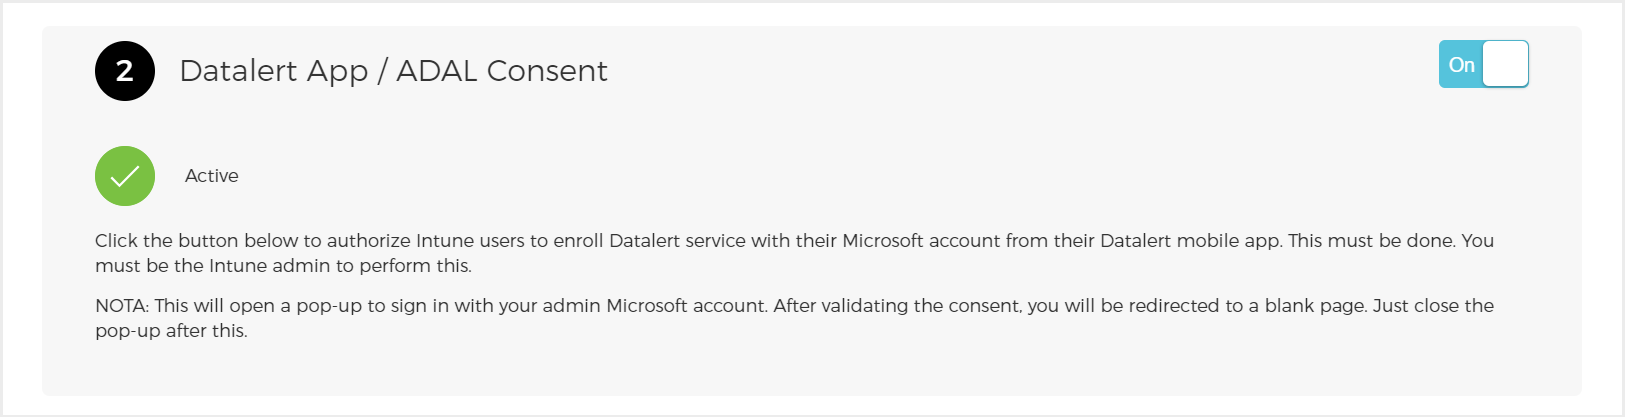 2 Datalert App / ADAL Consent On
Active
Click the button below to authorize Intune users to enroll Datalert service with their Microsoft account from their Datalert mobile app. This must be done. You
must be the Intune admin to perform this.
NOTA: This will open a pop-up to sign in with your admin Microsoft account. After validating the consent, you will be redirected to a blank page. Just close the
pop-up after this.